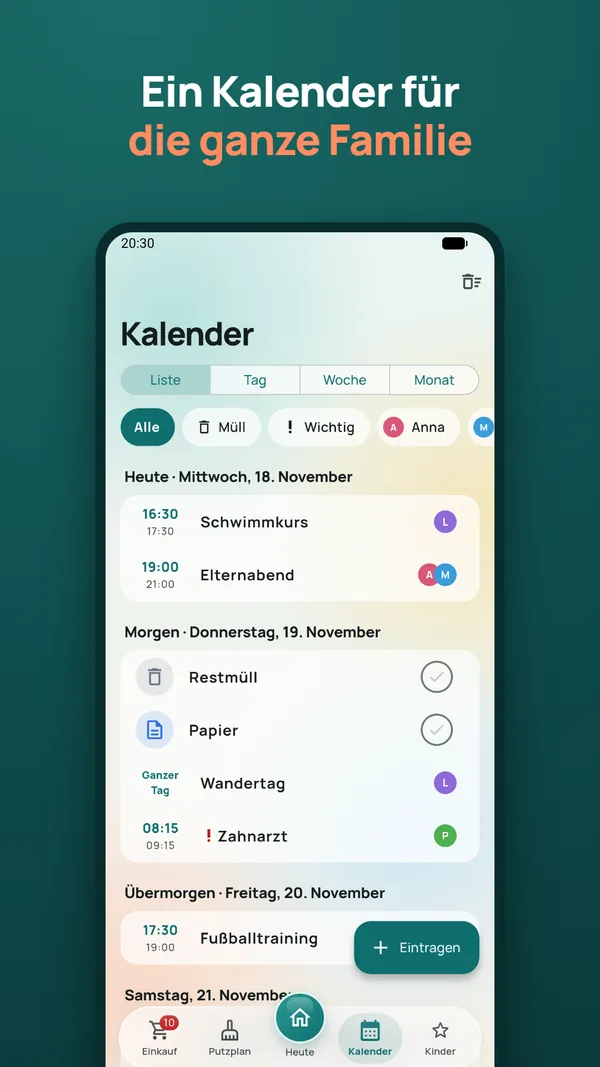 Ein Kalender für
die ganze Familie
20:30
Kalender
Liste Tag Woche Monat
Alle Müll ! Wichtig A Anna M
Heute · Mittwoch, 18. November
16:30 Schwimmkurs L
17:30
19:00 Elternabend A M
21:00
Morgen · Donnerstag, 19. November
Restmüll
Papier
Ganzer
Tag
Wandertag L
08:15 ! Zahnarzt P
09:15
Übermorgen · Freitag, 20. November
17:30 Fußballtraining
19:00
+ Eintragen
Samstag, 21. November
10
Einkauf Putzplan Heute Kalender Kinder